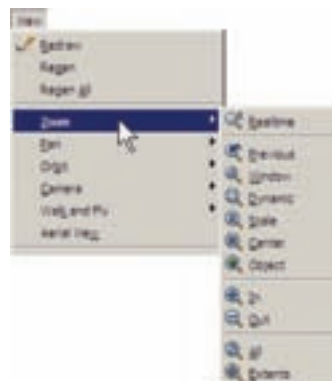 View
Redraw
Regen
Regen All
Zoom
Pan
Orbit
Camera
Walk and Fly
Aerial View
Realtime
Previous
Window
Dynamic
Scale
Center
Object
In
Out
All
Extents